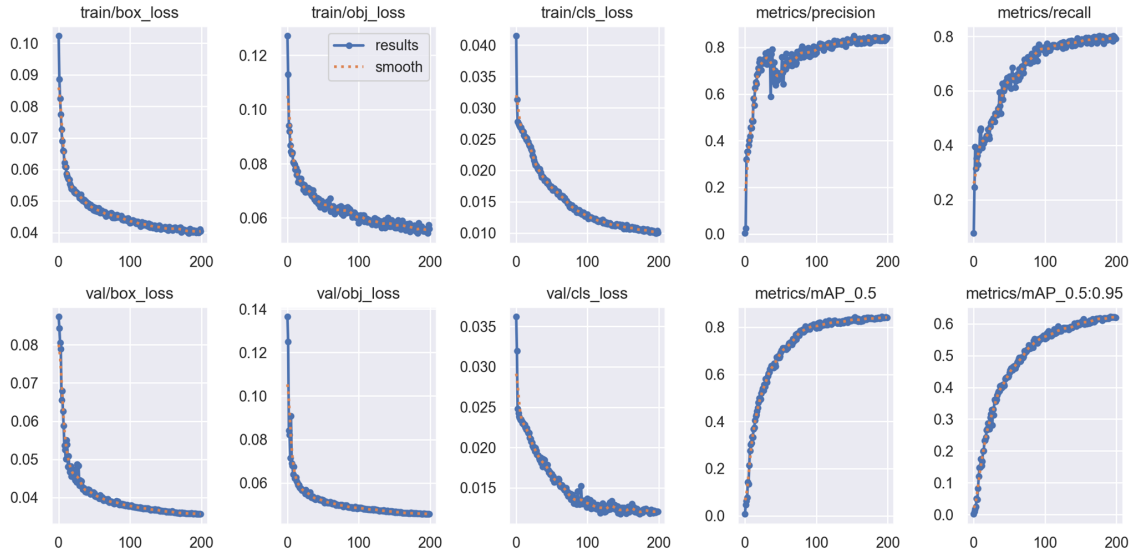 train/box_loss
train/obj_loss
train/cls_loss
metrics/precision
metrics/recall
0.10
0.09
0.08
0.07
0.06
0.05
0.04
0 100 200
0.12
0.10
0.08
0.06
0 100 200
results
smooth
0.040
0.035
0.030
0.025
0.020
0.015
0.010
0 100 200
0.8
0.6
0.4
0.2
0.0
0 100 200
0.8
0.6
0.4
0.2
0 100 200
val/box_loss
val/obj_loss
val/cls_loss
metrics/mAP_0.5
metrics/mAP_0.5:0.95
0.08
0.07
0.06
0.05
0.04
0 100 200
0.14
0.12
0.10
0.08
0.06
0 100 200
0.035
0.030
0.025
0.020
0.015
0 100 200
0.8
0.6
0.4
0.2
0.0
0 100 200
0.6
0.5
0.4
0.3
0.2
0.1
0.0
0 100 200